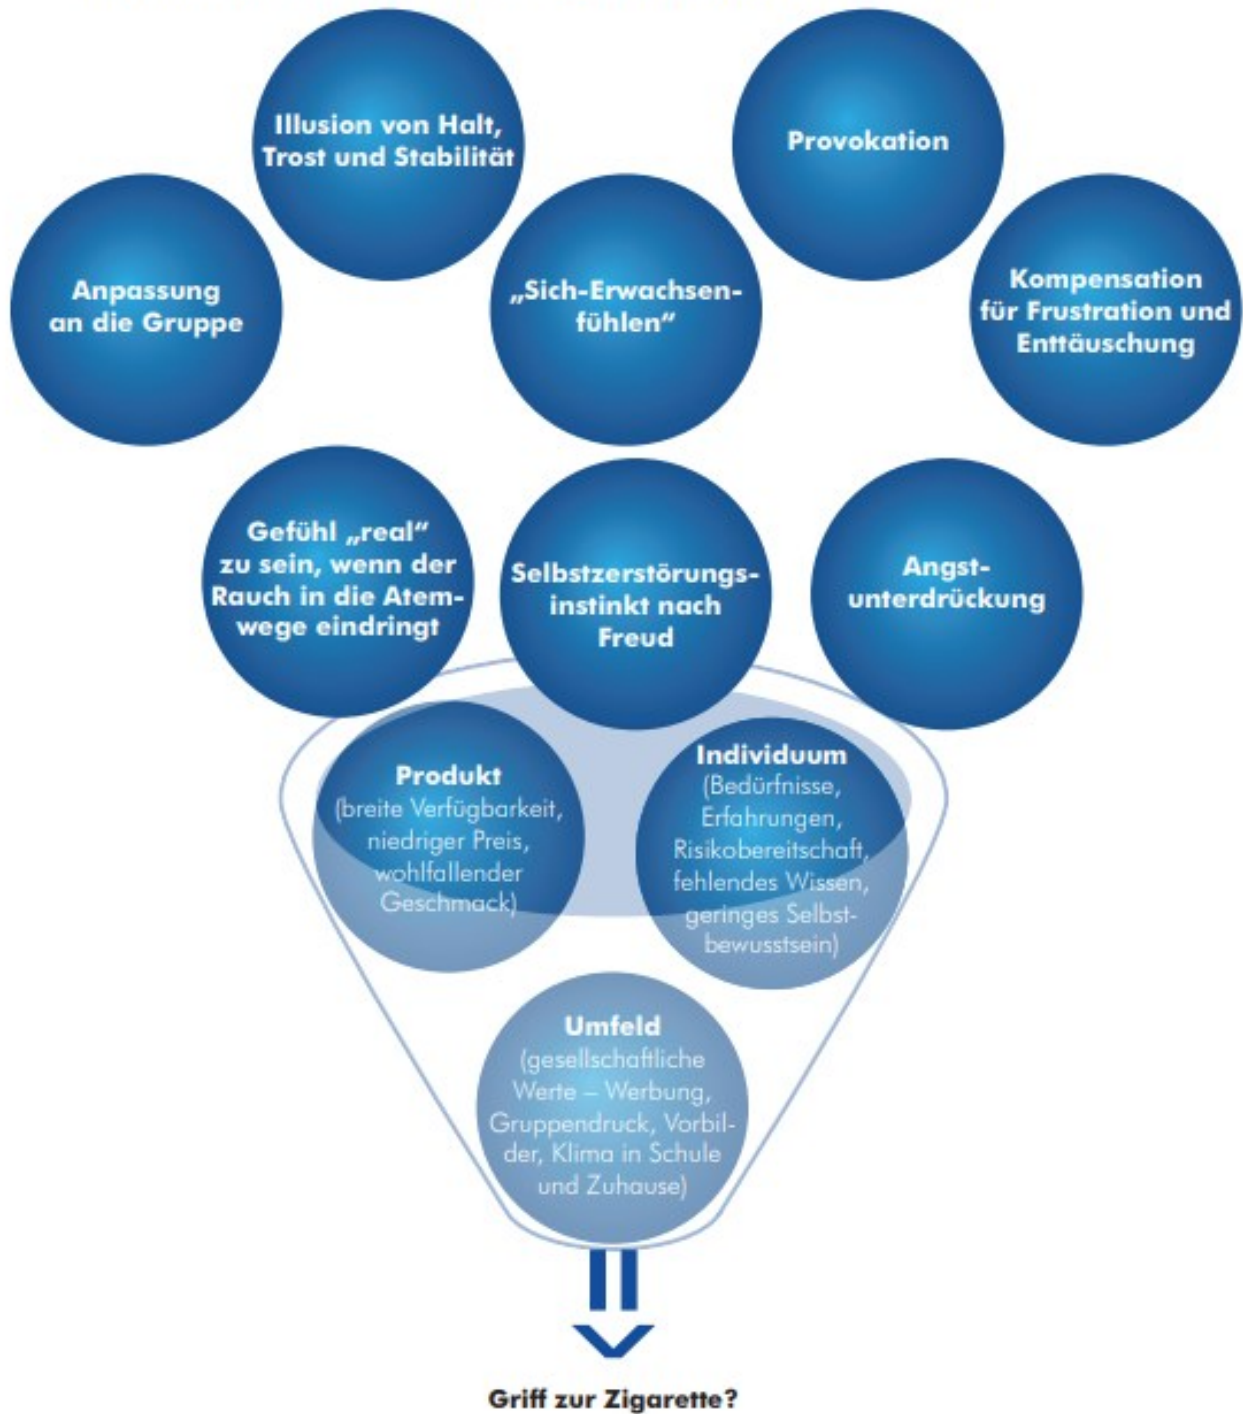 Illusion von Halt,
Trost und Stabilität
Provokation
Anpassung
an die Gruppe
„Sich-Erwachsen-
fühlen“
Kompensation
für Frustration und
Enttäuschung
Gefühl „real“
zu sein, wenn der
Rauch in die Atem-
wege eindringt
Selbstzerstörungs-
instinkt nach
Freud
Angst-
unterdrückung
Produkt
(breite Verfügbarkeit,
niedriger Preis,
wohlfallender
Geschmack)
Individuum
(Bedürfnisse,
Erfahrungen,
Risikobereitschaft,
fehlendes Wissen,
geringes Selbst-
bewusstsein)
Umfeld
(gesellschaftliche
Werte – Werbung,
Gruppendruck, Vorbil-
der, Klima in Schule
und Zuhause)
Griff zur Zigarette?